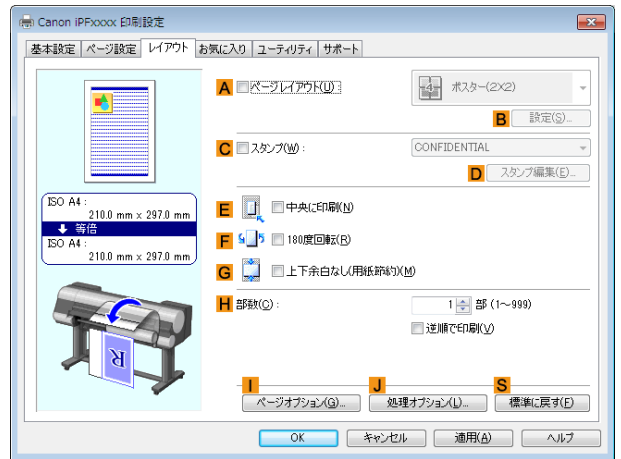 Canon iPFxxxx 印刷設定
基本設定 ページ設定 レイアウト お気に入り ユーティリティ サポート
A ページレイアウト(U) : 4 ポスター(2X2)
B 設定(S)...
C スタンプ(W) : CONFIDENTIAL
D スタンプ編集(E)...
ISO A4 :
210.0 mm x 297.0 mm
等倍
ISO A4 :
210.0 mm x 297.0 mm
E 中央に印刷(N)
F 180度回転(R)
G 上下余白なし(用紙節約)(M)
H 部数(C) : 1 部 (1～999)
逆順で印刷(V)
R
I J S
ページオプション(G)... 処理オプション(L)... 標準に戻す(F)
OK キャンセル 適用(A) ヘルプ